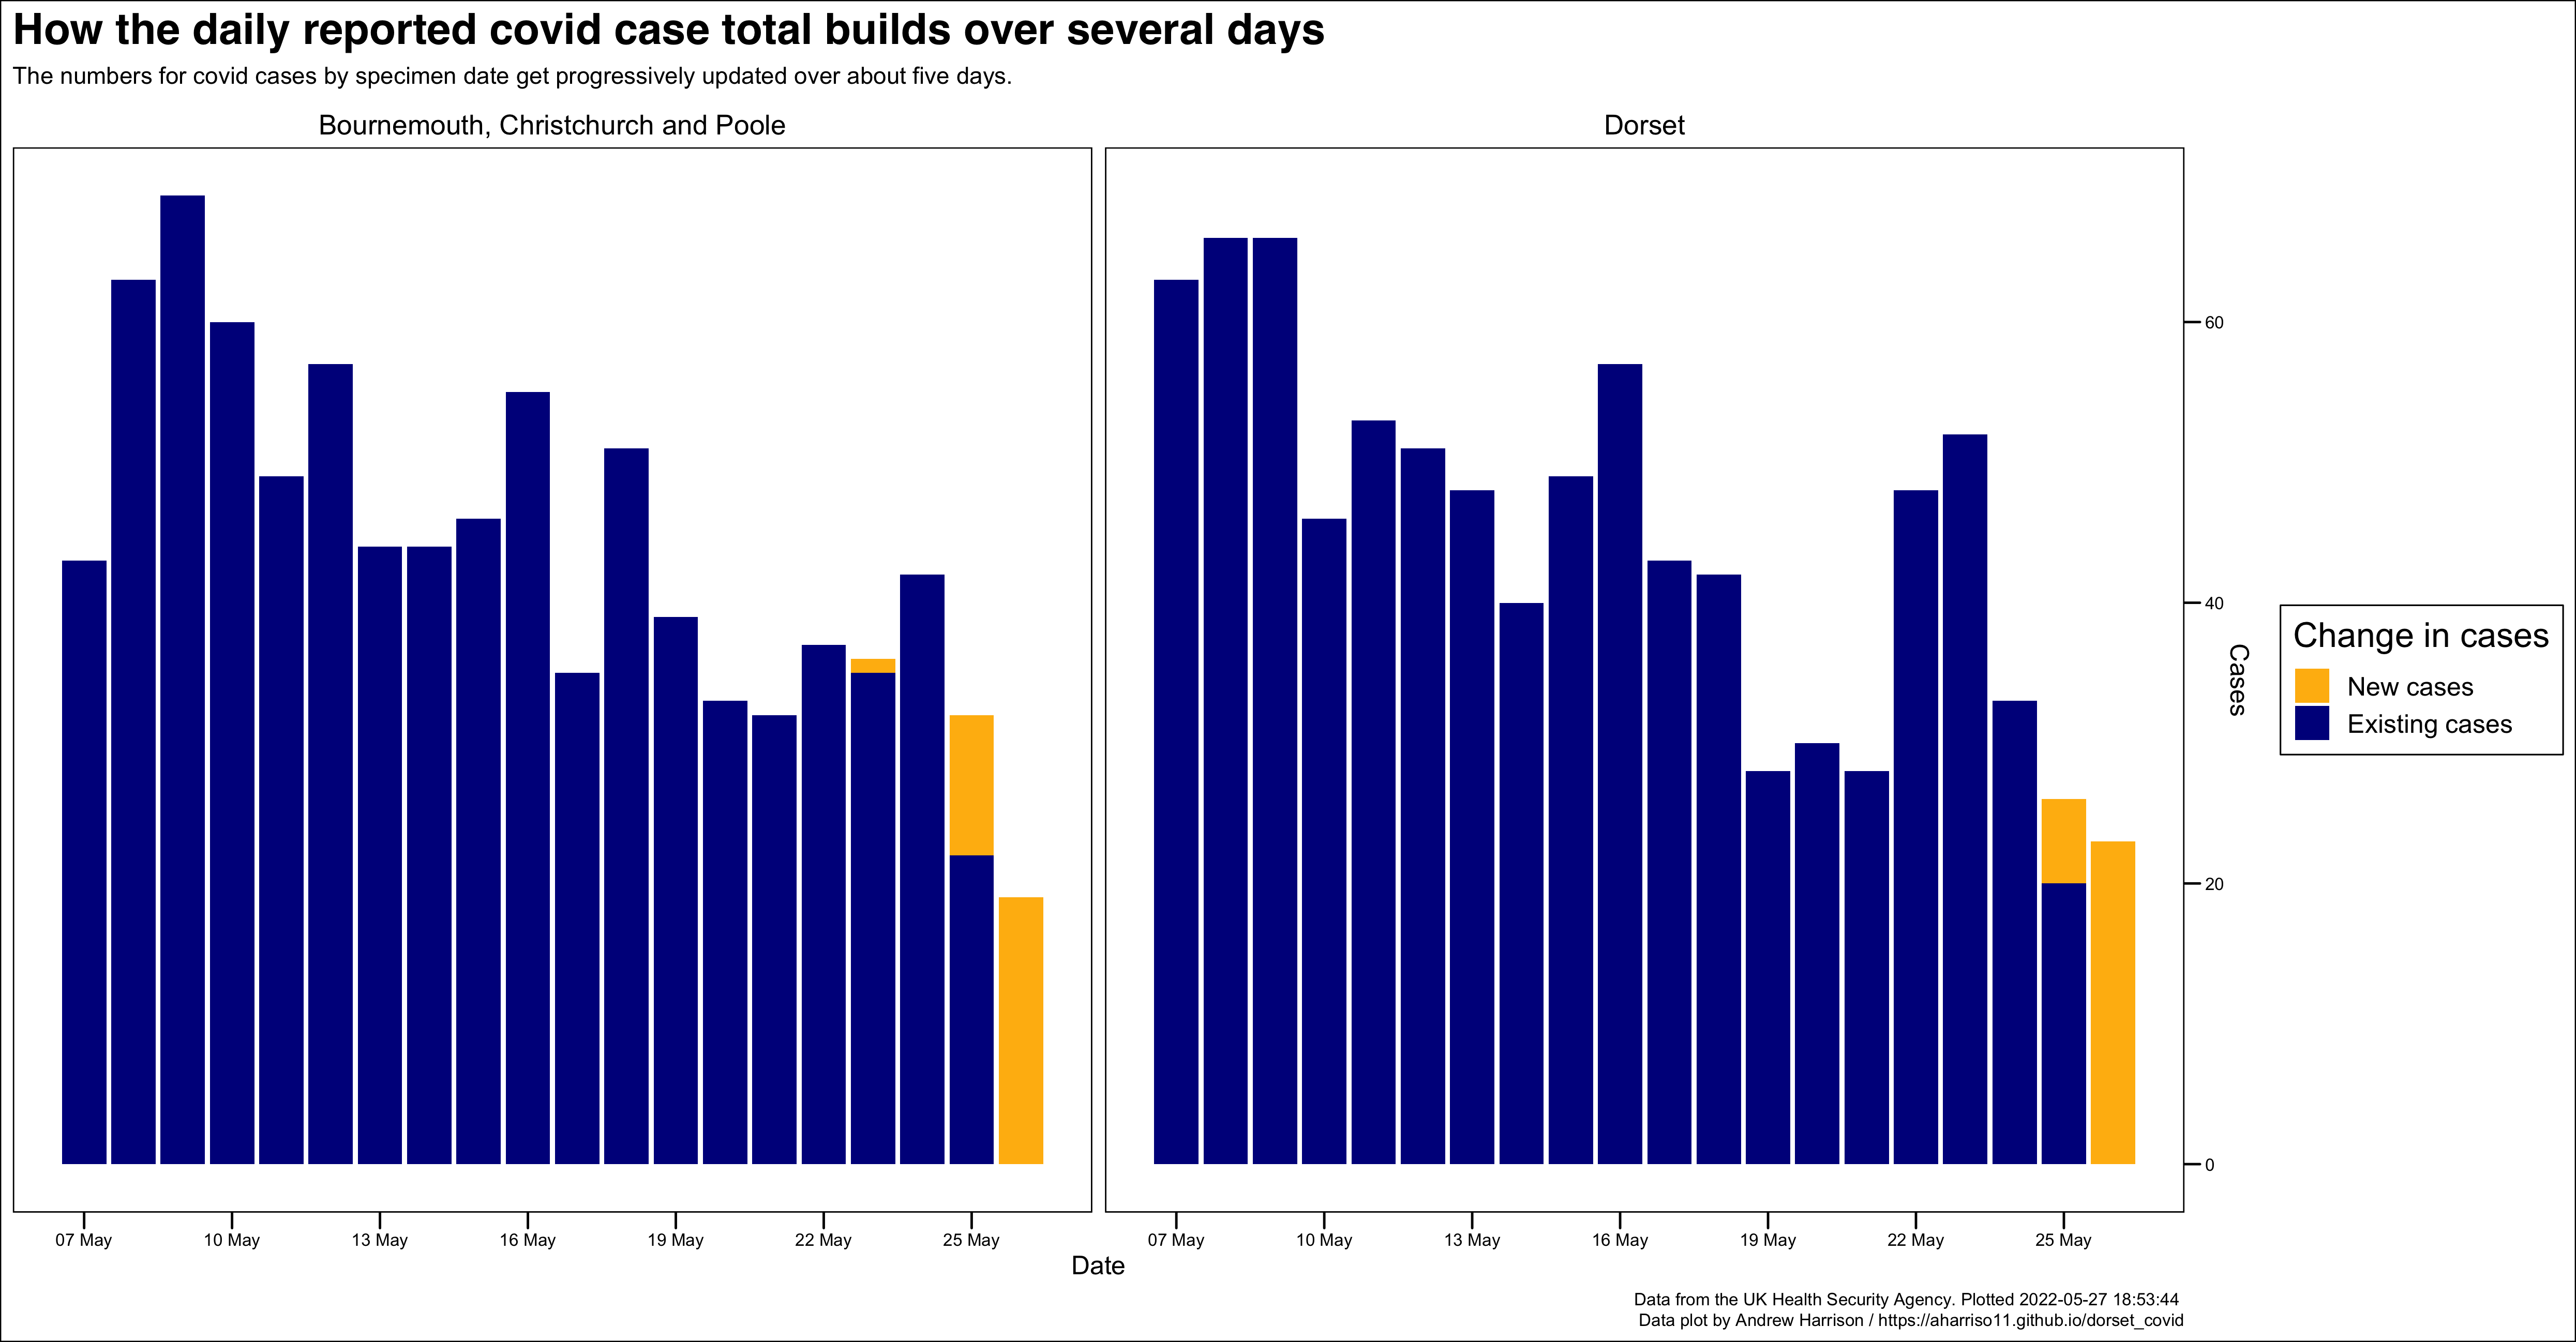 How the daily reported covid case total builds over several days
The numbers for covid cases by specimen date get progressively updated over about five days.
Bournemouth, Christchurch and Poole
Dorset
60
40
20
0
Cases
Change in cases
New cases
Existing cases
07 May
10 May
13 May
16 May
19 May
22 May
25 May
07 May
10 May
13 May
16 May
19 May
22 May
25 May
Date
Data from the UK Health Security Agency. Plotted 2022-05-27 18:53:44
Data plot by Andrew Harrison / https://aharriso11.github.io/dorset_covid